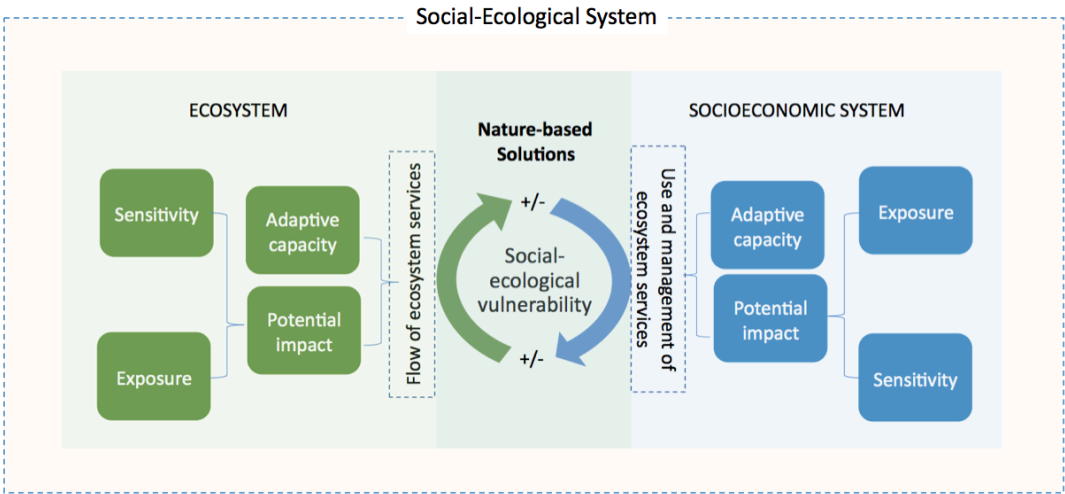 Social-Ecological System
ECOSYSTEM
Sensitivity
Exposure
Adaptive
capacity
Potential
impact
Flow of ecosystem services
Nature-based
Solutions
+/-
Social-
ecological
vulnerability
+/-
SOCIOECONOMIC SYSTEM
Use and management of
ecosystem services
Adaptive
capacity
Potential
impact
Exposure
Sensitivity